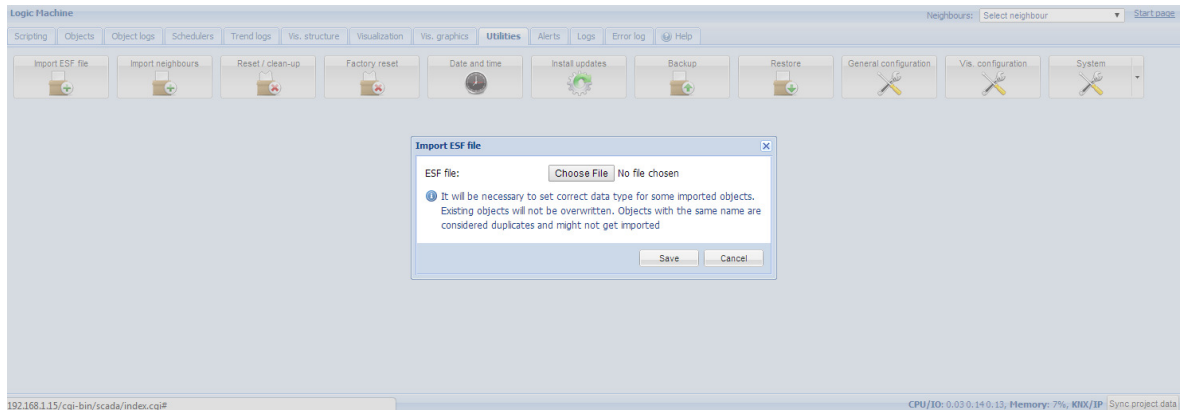 Logic Machine Neighbours: Select neighbour Start page
Scripting Objects Object logs Schedulers Trend logs Vis. structure Visualization Vis. graphics Utilities Alerts Logs Error log Help
Import ESF file Import neighbours Reset / clean-up Factory reset Date and time Install updates Backup Restore General configuration Vis. configuration System
Import ESF file
ESF file: Choose File No file chosen
It will be necessary to set correct data type for some imported objects.
Existing objects will not be overwritten. Objects with the same name are
considered duplicates and might not get imported
Save Cancel
192.168.1.15/cgi-bin/scada/index.cgi# CPU/IO: 0.03 0.14 0.13, Memory: 7%, KNX/IP Sync project data